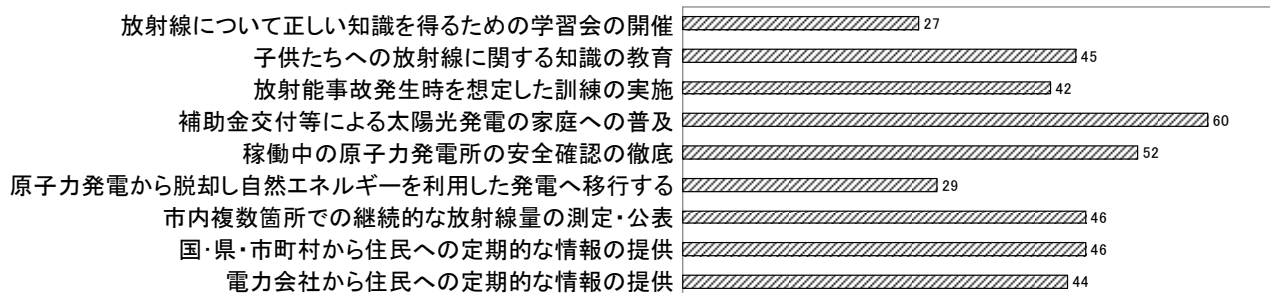 放射線について正しい知識を得るための学習会の開催 27
子供たちへの放射線に関する知識の教育 45
放射能事故発生時を想定した訓練の実施 42
補助金交付等による太陽光発電の家庭への普及 60
稼働中の原子力発電所の安全確認の徹底 52
原子力発電から脱却し自然エネルギーを利用した発電へ移行する 29
市内複数箇所での継続的な放射線量の測定・公表 46
国・県・市町村から住民への定期的な情報の提供 46
電力会社から住民への定期的な情報の提供 44